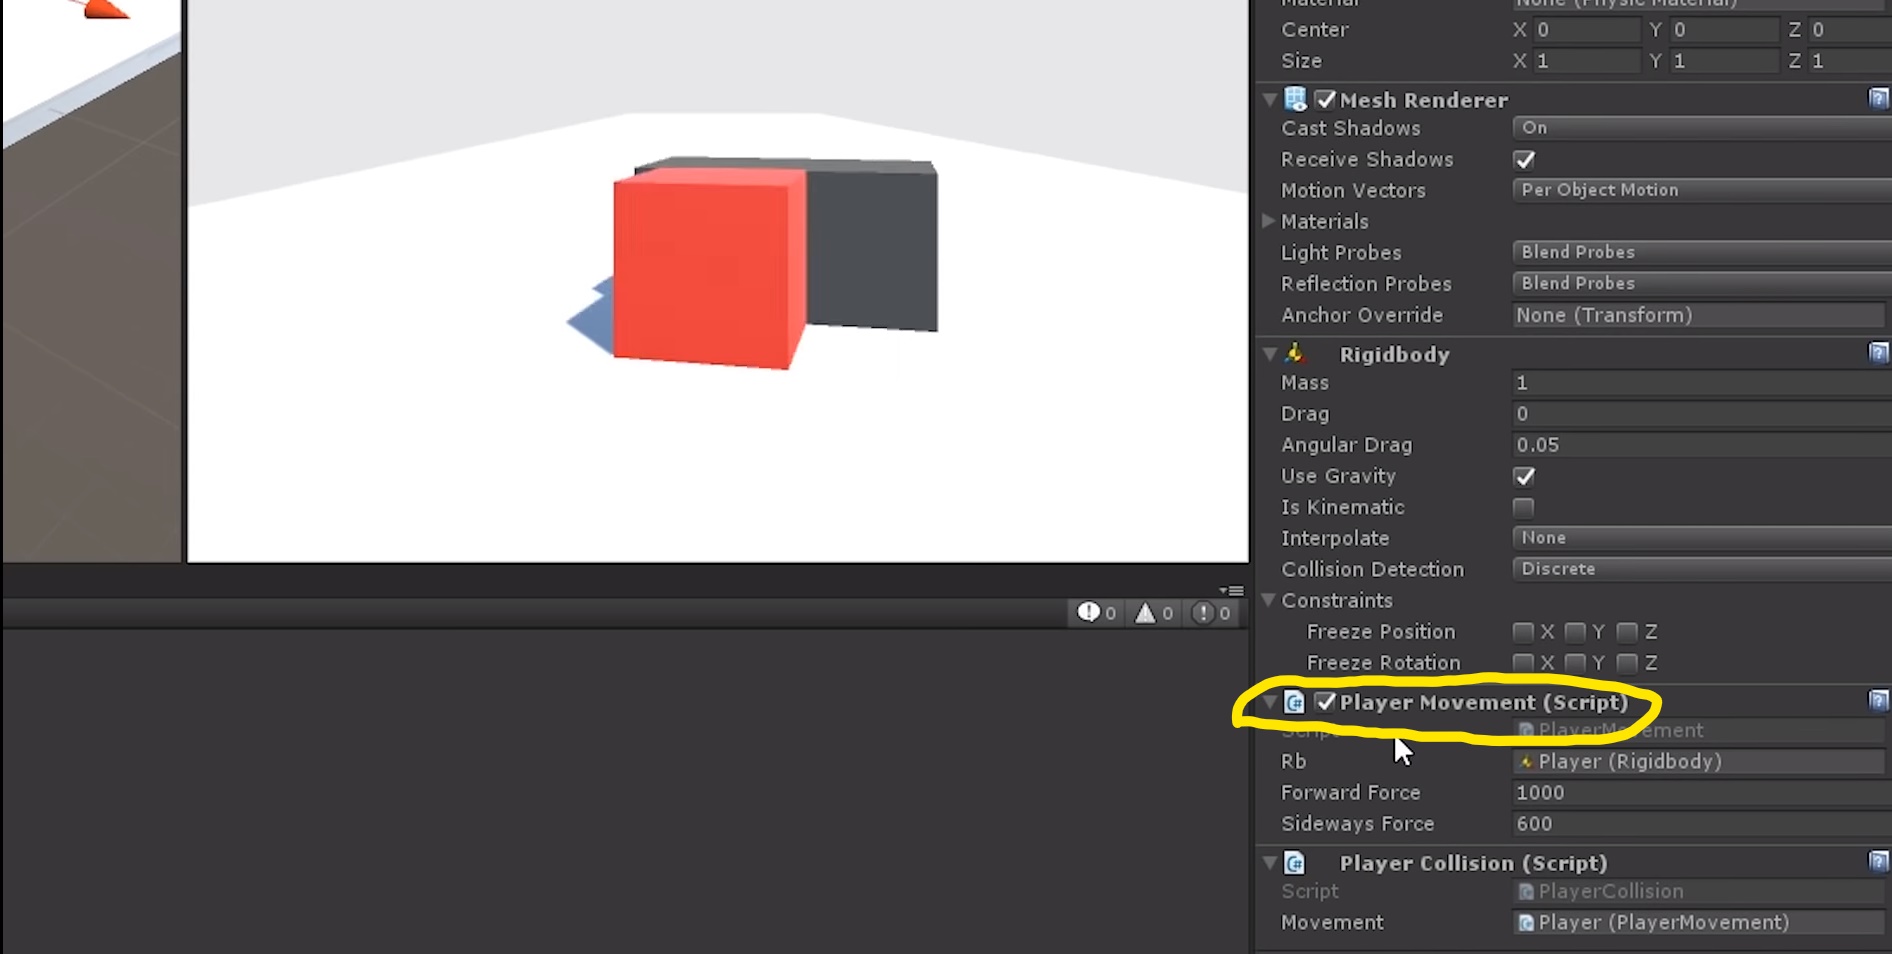 Material None (Physic Material)
Center X 0 Y 0 Z 0
Size X 1 Y 1 Z 1
Mesh Renderer
Cast Shadows On
Receive Shadows
Motion Vectors Per Object Motion
Materials
Light Probes Blend Probes
Reflection Probes Blend Probes
Anchor Override None (Transform)
Rigidbody
Mass 1
Drag 0
Angular Drag 0.05
Use Gravity
Is Kinematic
Interpolate None
Collision Detection Discrete
Constraints
0 0 0
Freeze Position X Y Z
Freeze Rotation X Y Z
Player Movement (Script)
Script PlayerMovement
Rb Player (Rigidbody)
Forward Force 1000
Sideways Force 600
Player Collision (Script)
Script PlayerCollision
Movement Player (PlayerMovement)